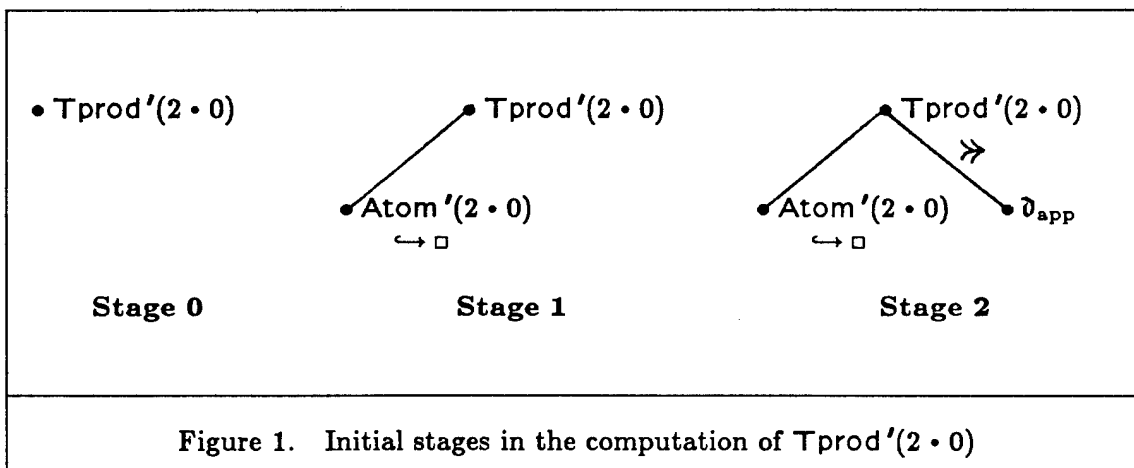 • Tprod′(2 • 0) • Tprod′(2 • 0) • Tprod′(2 • 0)
≫
• Atom′(2 • 0) • Atom′(2 • 0) • 𝔡app
↪ □ ↪ □
Stage 0 Stage 1 Stage 2
Figure 1. Initial stages in the computation of Tprod′(2 • 0)